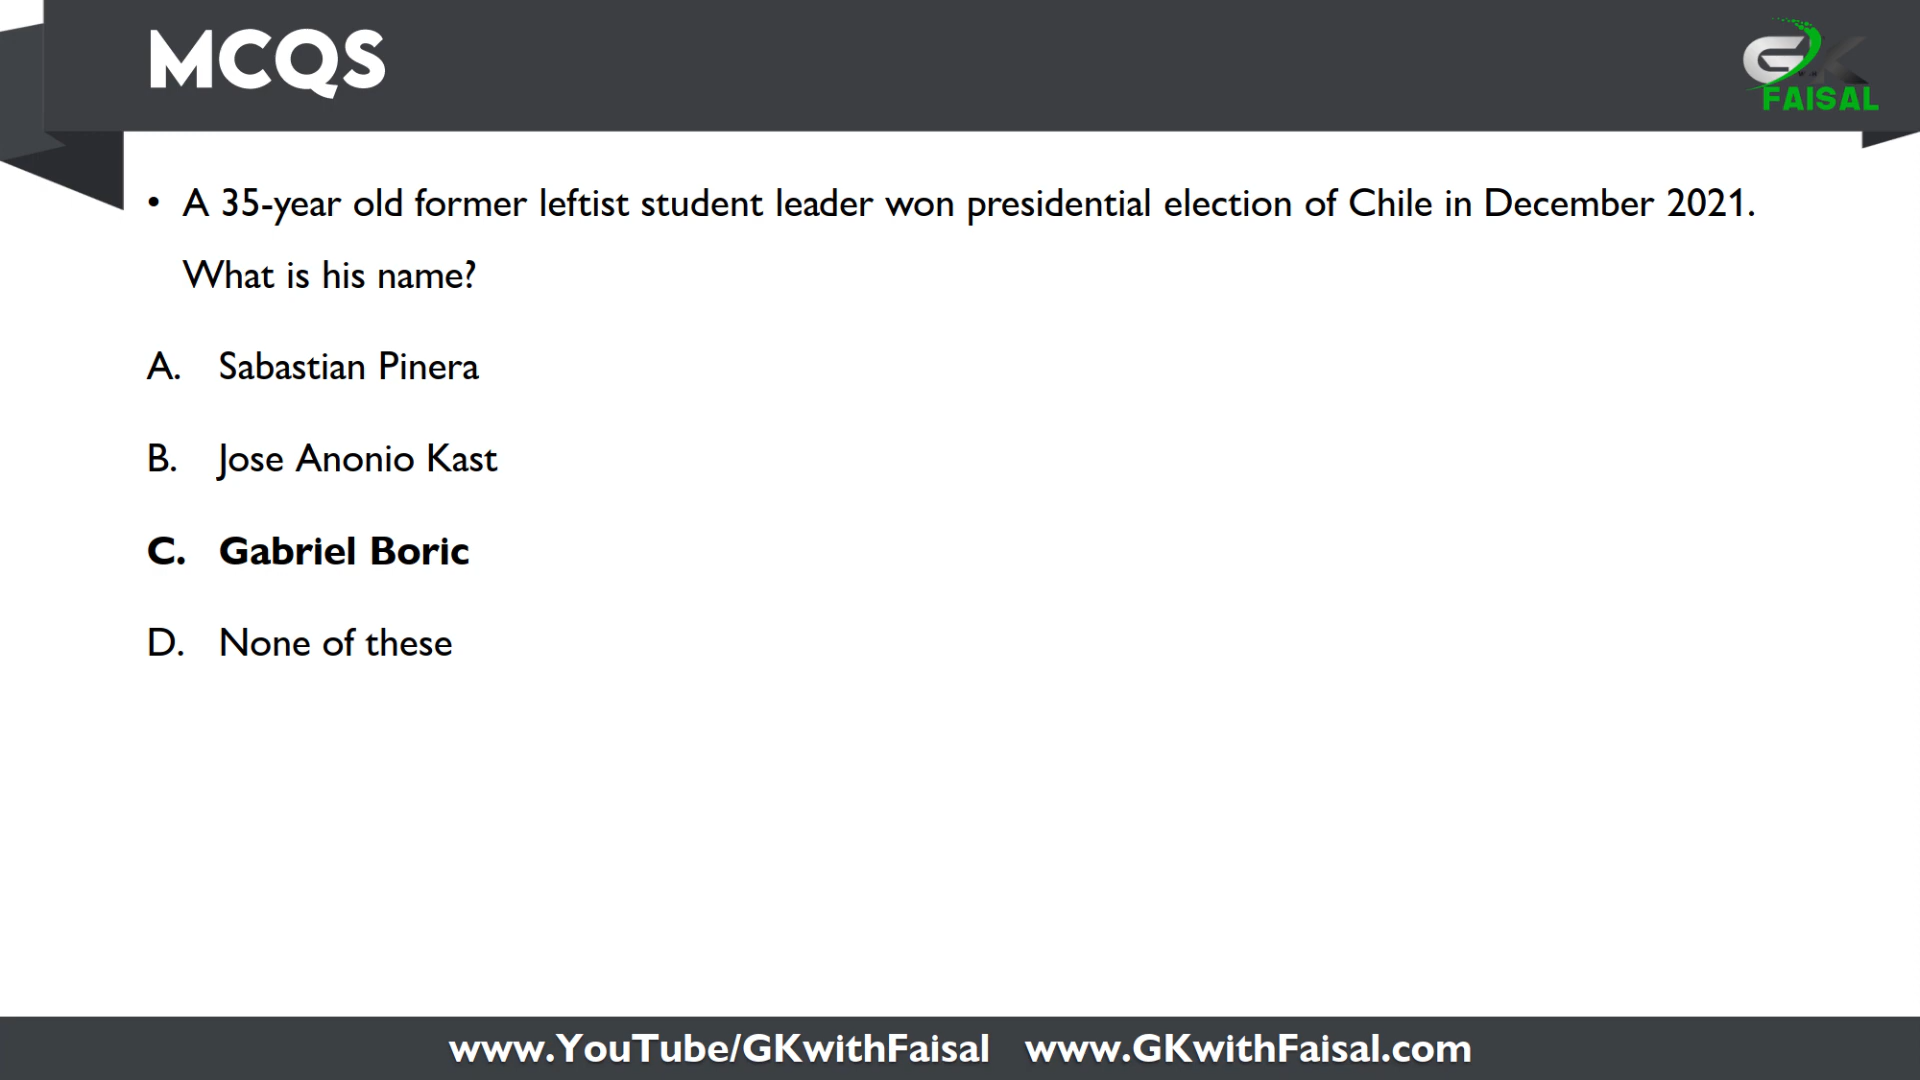 MCQS
GK
FAISAL
• A 35-year old former leftist student leader won presidential election of Chile in December 2021.
What is his name?
A. Sabastian Pinera
B. Jose Anonio Kast
C. Gabriel Boric
D. None of these
www.YouTube/GKwithFaisal www.GKwithFaisal.com